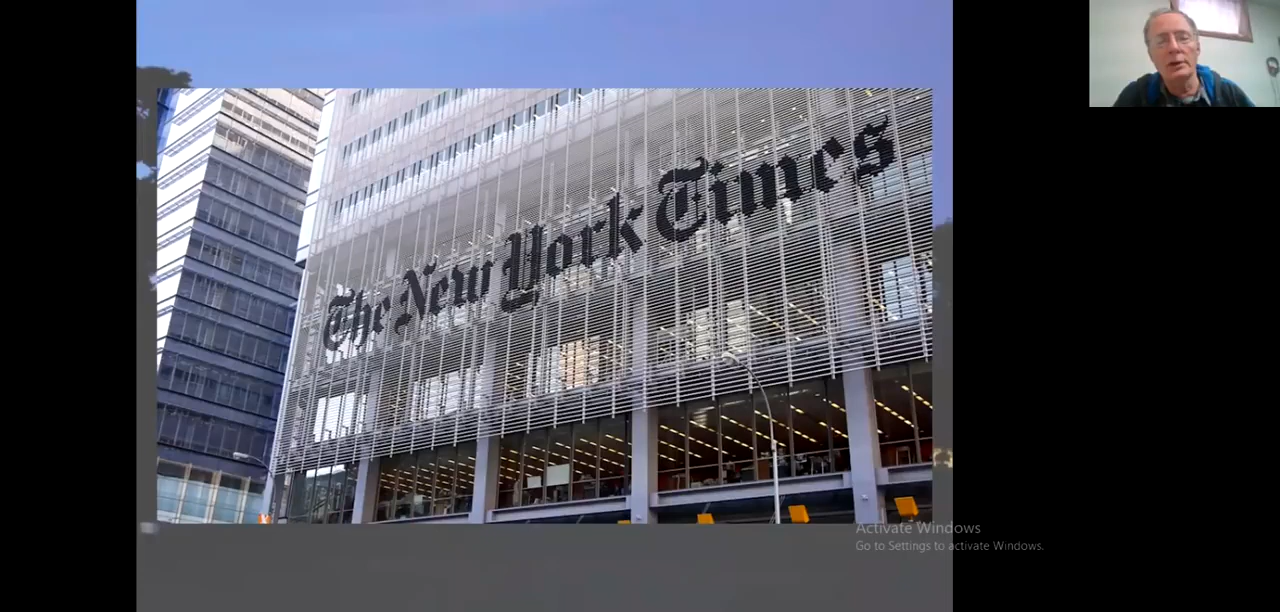 The New York Times
Activate Windows
Go to Settings to activate Windows.